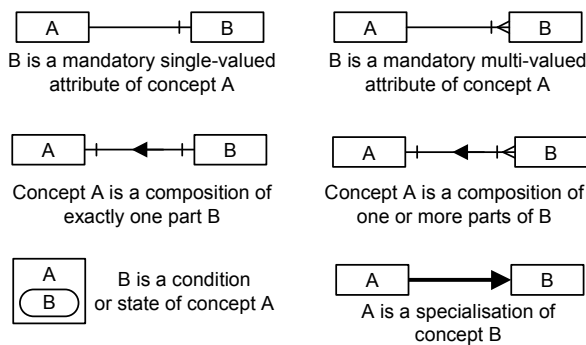 A B
B is a mandatory single-valued
attribute of concept A
A B
B is a mandatory multi-valued
attribute of concept A
A B
Concept A is a composition of
exactly one part B
A B
Concept A is a composition of
one or more parts of B
A
B
B is a condition
or state of concept A
A B
A is a specialisation of
concept B